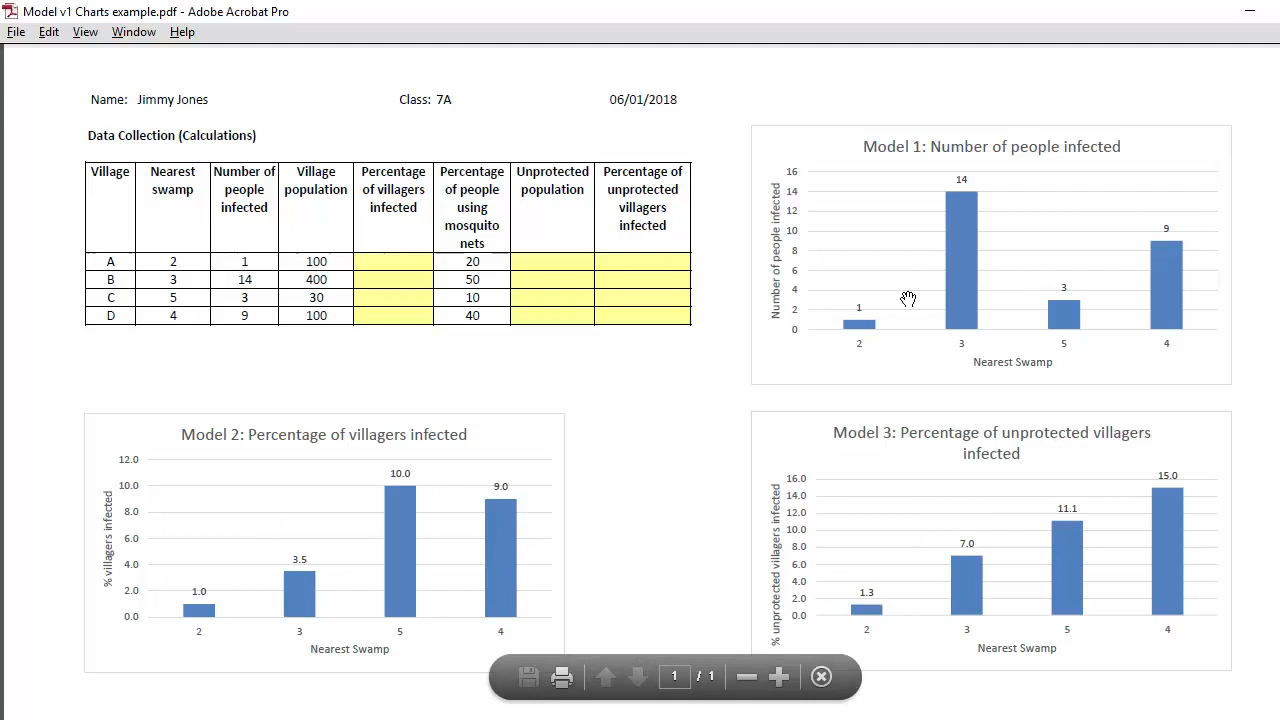 Model v1 Charts example.pdf - Adobe Acrobat Pro
File Edit View Window Help
Name: Jimmy Jones Class: 7A 06/01/2018
Data Collection (Calculations)
Village Nearest swamp Number of people infected Village population Percentage of villagers infected Percentage of people using mosquito nets Unprotected population Percentage of unprotected villagers infected
A 2 1 100 20
B 3 14 400 50
C 5 3 30 10
D 4 9 100 40
Model 1: Number of people infected
Number of people infected
16
14
12
10
8
6
4
2
0
1 14 3 9
2 3 5 4
Nearest Swamp
Model 2: Percentage of villagers infected
% villagers infected
12.0
10.0
8.0
6.0
4.0
2.0
0.0
1.0 3.5 10.0 9.0
2 3 5 4
Nearest Swamp
Model 3: Percentage of unprotected villagers
infected
% unprotected villagers infected
16.0
14.0
12.0
10.0
8.0
6.0
4.0
2.0
0.0
1.3 7.0 11.1 15.0
2 3 5 4
Nearest Swamp
1 / 1